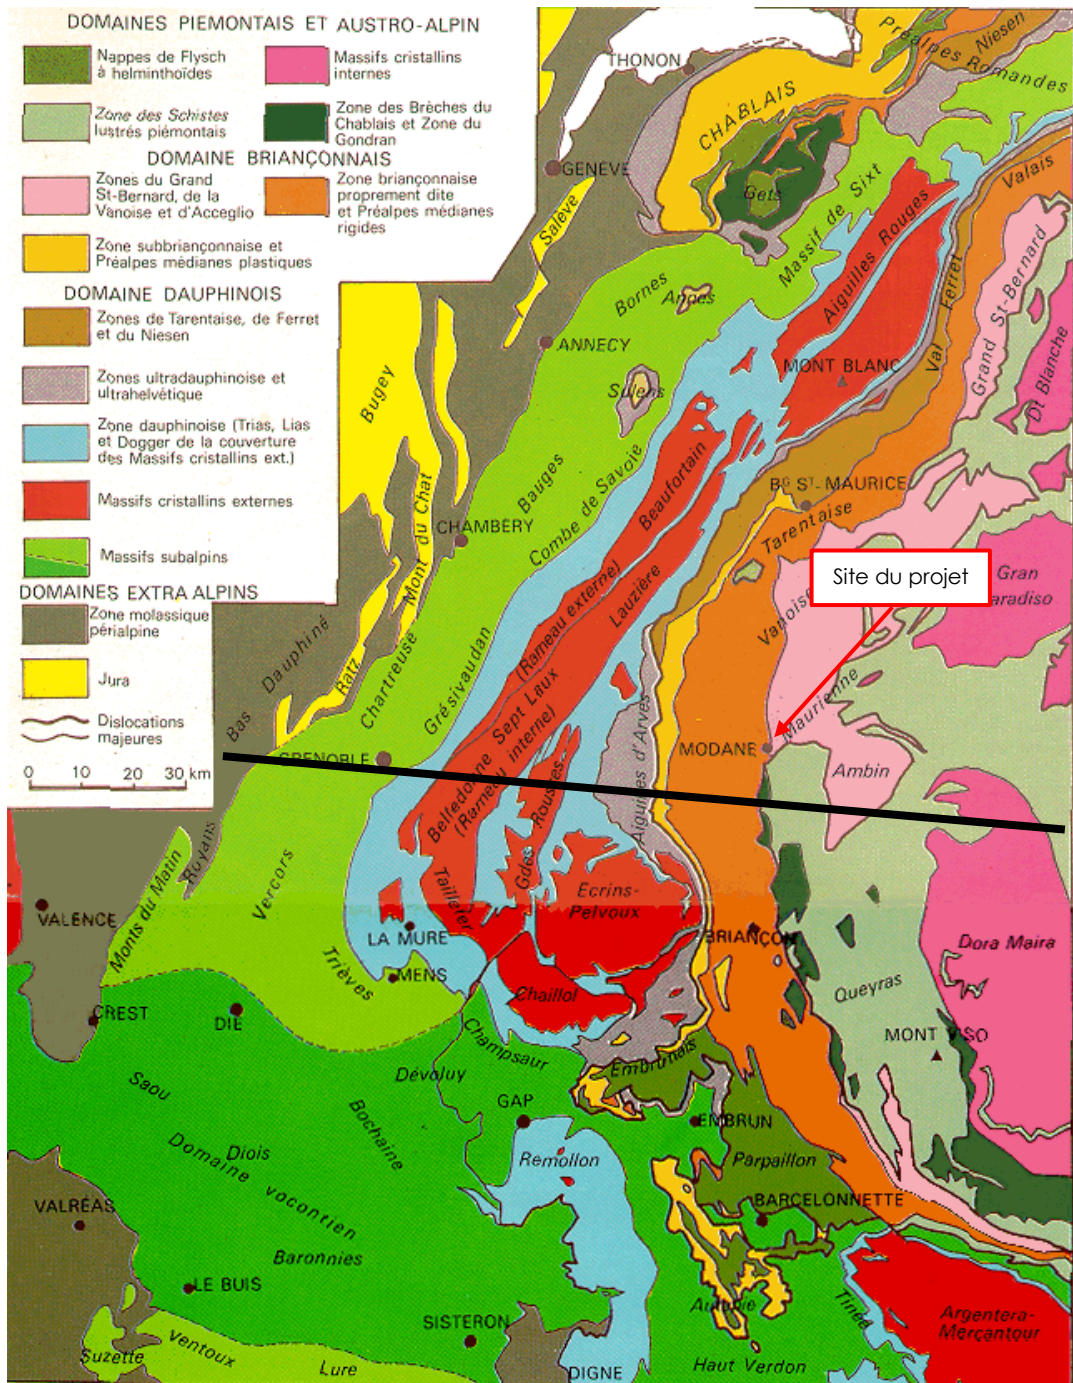 DOMAINES PIEMONTAIS ET AUSTRO-ALPIN
Nappes de Flysch
à helminthoïdes
Massifs cristallins
internes
Zone des Schistes
lustrés piémontais
Zone des Brèches du
Chablais et Zone du
Gondran
DOMAINE BRIANÇONNAIS
Zones du Grand
St-Bernard, de la
Vanoise et d'Acceglio
Zone briançonnaise
proprement dite
et Préalpes médianes
rigides
Zone subbriançonnaise et
Préalpes médianes plastiques
DOMAINE DAUPHINOIS
Zones de Tarentaise, de Ferret
et du Niesen
Zones ultradauphinoise et
ultrahelvétique
Zone dauphinoise (Trias, Lias
et Dogger de la couverture
des Massifs cristallins ext.)
Massifs cristallins externes
Massifs subalpins
DOMAINES EXTRA ALPINS
Zone molassique
périalpine
Jura
Dislocations
majeures
0 10 20 30 km
THONON
Préalpes Romandes
Niesen
CHABLAIS
GENEVE
Gets
Valais
Salève
Massif de Sixt
Aiguilles Rouges
Bornes
Annes
Val Ferret
Grand St-Bernard
Dt Blanche
ANNECY
MONT BLANC
Bugey
Sulens
Mont du Chat
Bauges
Combe de Savoie
Beaufortain
Bg St-MAURICE
CHAMBÉRY
Tarentaise
Site du projet
Gran
aradiso
(Rameau externe)
Lauzière
Vanoise
Bas Dauphiné
Ratz
Chartreuse
Grésivaudan
Maurienne
Belledonne Sept Laux
(Rameau interne)
Aiguilles d'Arves
MODANE
GRENOBLE
Ambin
Gdes Rousses
Royans
Monts du Matin
Vercors
Taillefer
Ecrins-
Pelvoux
VALENCE
LA MURE
BRIANÇON
Dora Maira
Trièves
MENS
Chaillol
Queyras
CREST
DIE
MONT VISO
Champsaur
Embrunais
Dévoluy
Saou
Bochaine
GAP
EMBRUN
Diois
Domaine vocontien
Remollon
Parpaillon
VALRÉAS
BARCELONNETTE
Baronnies
LE BUIS
Tinée
SISTERON
Argentera-
Mercantour
Suzette
Ventoux
Lure
DIGNE
Haut Verdon